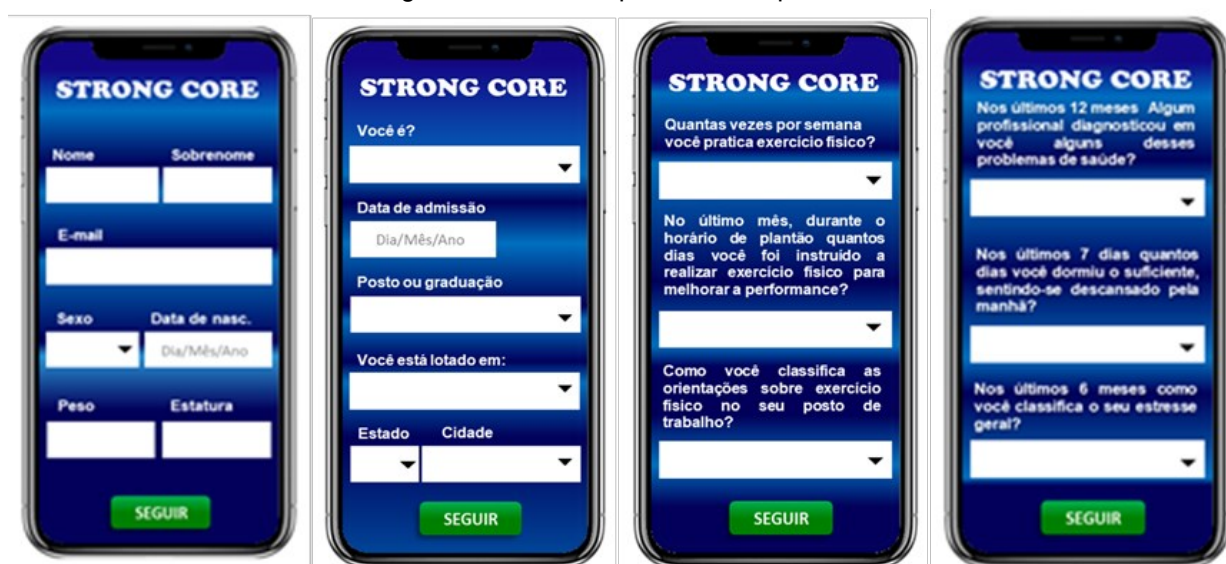 STRONG CORE
Nome Sobrenome
E-mail
Sexo Data de nasc.
Dia/Mês/Ano
Peso Estatura
SEGUIR
STRONG CORE
Você é?
Data de admissão
Dia/Mês/Ano
Posto ou graduação
Você está lotado em:
Estado Cidade
SEGUIR
STRONG CORE
Quantas vezes por semana
você pratica exercício físico?
No último mês, durante o
horário de plantão quantos
dias você foi instruído a
realizar exercício físico para
melhorar a performance?
Como você classifica as
orientações sobre exercício
físico no seu posto de
trabalho?
SEGUIR
STRONG CORE
Nos últimos 12 meses Algum
profissional diagnosticou em
você alguns desses
problemas de saúde?
Nos últimos 7 dias quantos
dias você dormiu o suficiente,
sentindo-se descansado pela
manhã?
Nos últimos 6 meses como
você classifica o seu estresse
geral?
SEGUIR